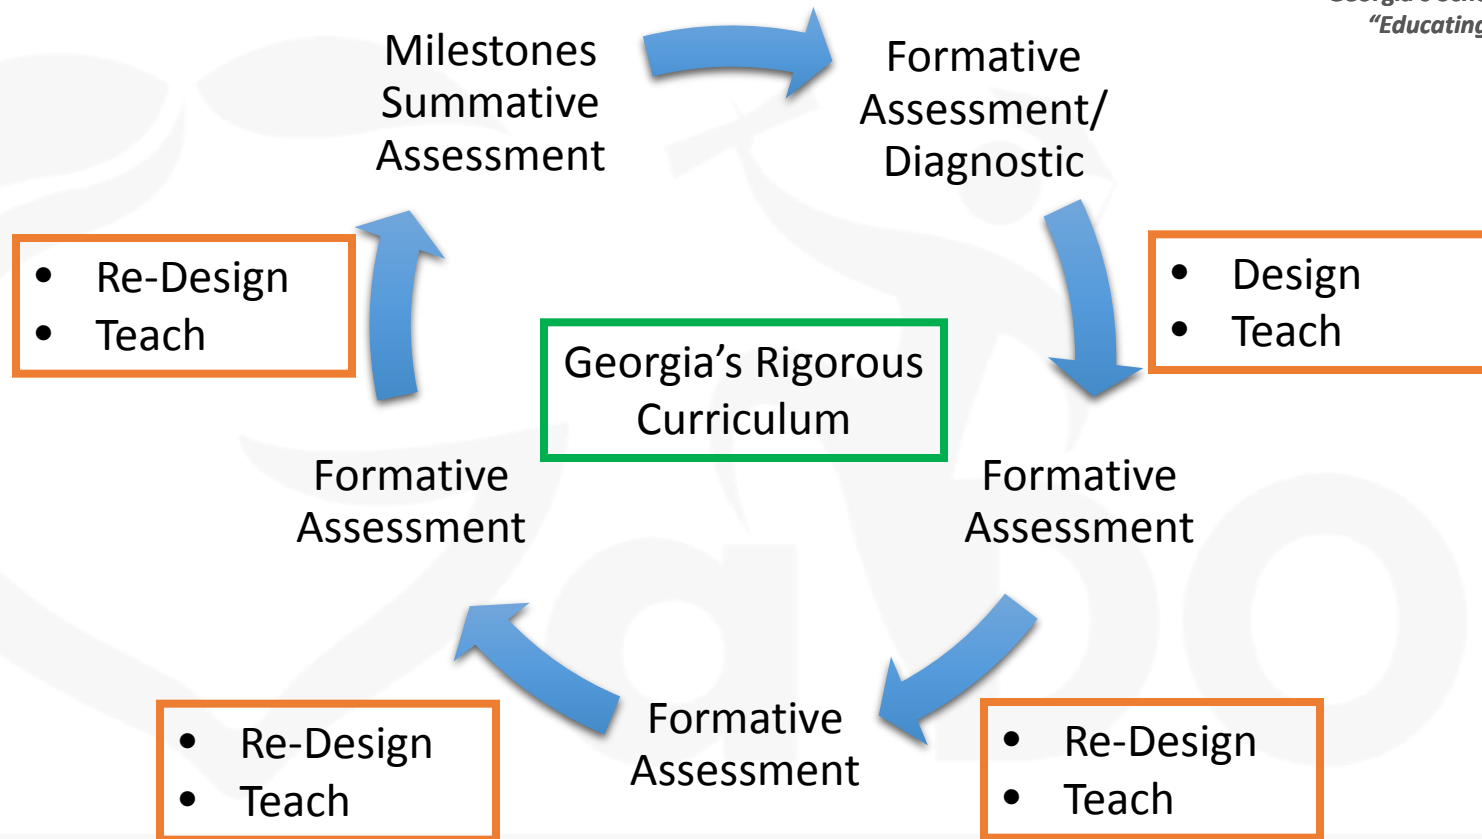 “Educating
Milestones
Summative
Assessment
Formative
Assessment/
Diagnostic
• Re-Design
• Teach
• Design
• Teach
Georgia’s Rigorous
Curriculum
Formative
Assessment
Formative
Assessment
• Re-Design
• Teach
Formative
Assessment
• Re-Design
• Teach